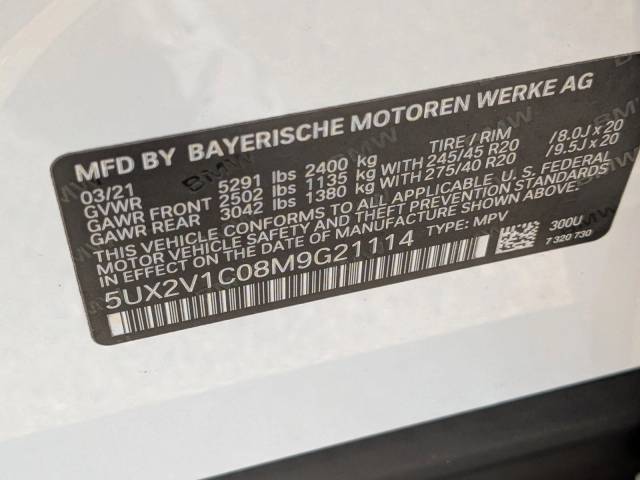 MFD BY BAYERISCHE MOTOREN WERKE AG
03/21
GVWR 5291 lbs 2400 kg TIRE / RIM
GAWR FRONT 2502 lbs 1135 kg WITH 245/45 R20 /8.0J x 20
GAWR REAR 3042 lbs 1380 kg WITH 275/40 R20 /9.5J x 20
THIS VEHICLE CONFORMS TO ALL APPLICABLE U.S. FEDERAL
MOTOR VEHICLE SAFETY, BUMPER, AND THEFT PREVENTION STANDARDS
IN EFFECT ON THE DATE OF MANUFACTURE SHOWN ABOVE.
5UX2V1C08M9G21114 TYPE: MPV 300U
7 320 730